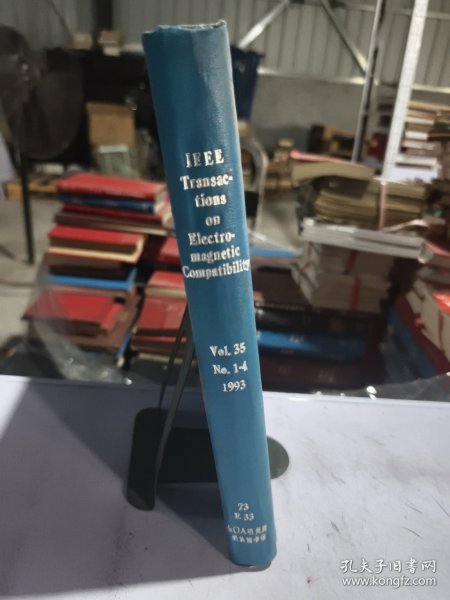 IEEE
Transac-
tions
on
Electro-
magnetic
Compatibility
Vol. 35
No. 1-4
1993
73
E 33
孔夫子旧书网
www.kongfz.com